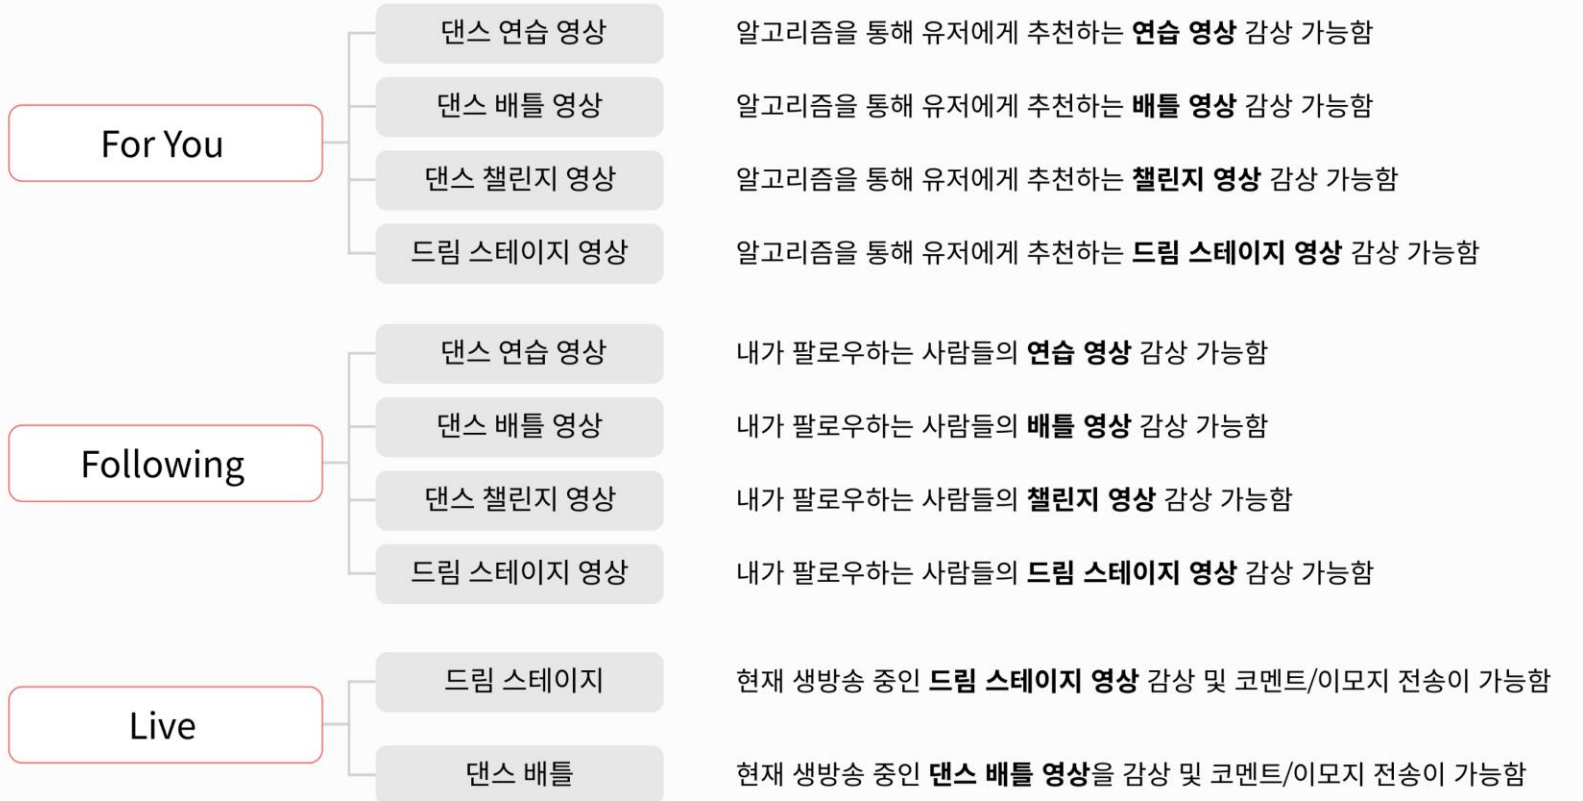 For You
댄스 연습 영상
알고리즘을 통해 유저에게 추천하는 연습 영상 감상 가능함
댄스 배틀 영상
알고리즘을 통해 유저에게 추천하는 배틀 영상 감상 가능함
댄스 챌린지 영상
알고리즘을 통해 유저에게 추천하는 챌린지 영상 감상 가능함
드림 스테이지 영상
알고리즘을 통해 유저에게 추천하는 드림 스테이지 영상 감상 가능함
Following
댄스 연습 영상
내가 팔로우하는 사람들의 연습 영상 감상 가능함
댄스 배틀 영상
내가 팔로우하는 사람들의 배틀 영상 감상 가능함
댄스 챌린지 영상
내가 팔로우하는 사람들의 챌린지 영상 감상 가능함
드림 스테이지 영상
내가 팔로우하는 사람들의 드림 스테이지 영상 감상 가능함
Live
드림 스테이지
현재 생방송 중인 드림 스테이지 영상 감상 및 코멘트/이모지 전송이 가능함
댄스 배틀
현재 생방송 중인 댄스 배틀 영상을 감상 및 코멘트/이모지 전송이 가능함